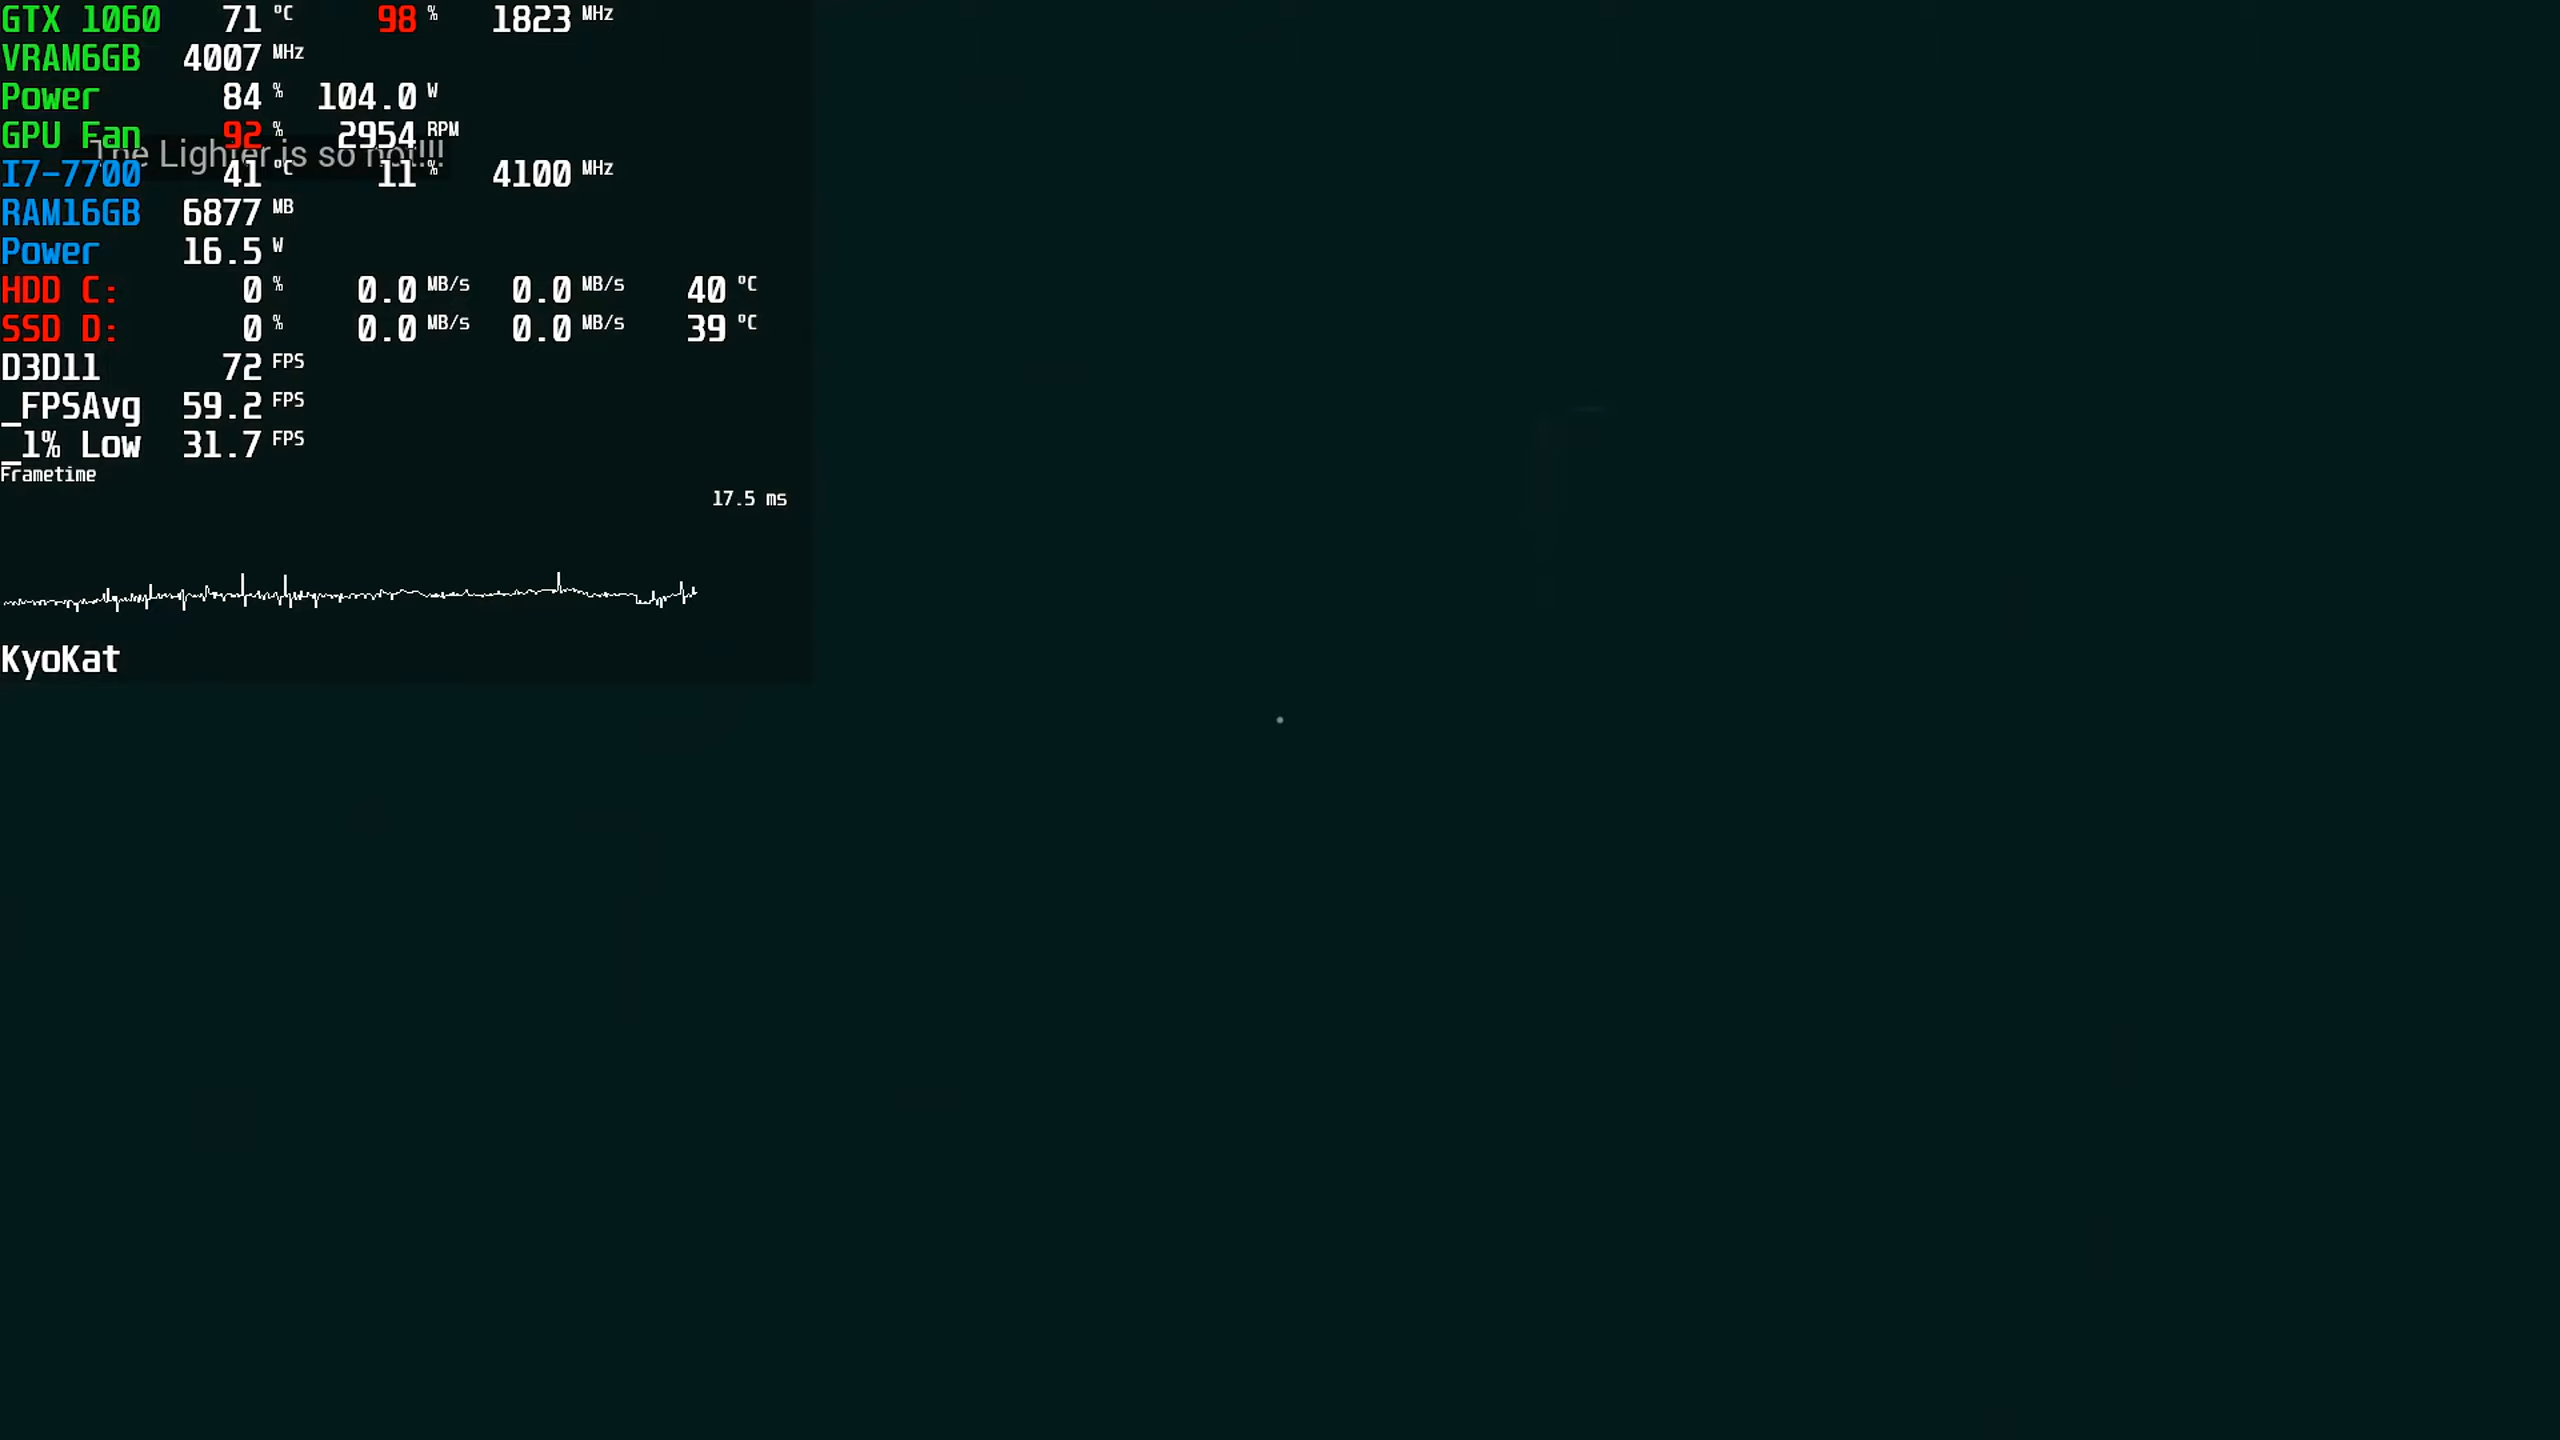 GTX 1060 71 °C 98 % 1823 MHz
VRAM6GB 4007 MHz
Power 84 % 104.0 W
GPU Fan 92 % 2954 RPM
The Lighter is so hot!!!
I7-7700 41 °C 11 % 4100 MHz
RAM16GB 6877 MB
Power 16.5 W
HDD C: 0 % 0.0 MB/s 0.0 MB/s 40 °C
SSD D: 0 % 0.0 MB/s 0.0 MB/s 39 °C
D3D11 72 FPS
_FPSAvg 59.2 FPS
_1% Low 31.7 FPS
Frametime
17.5 ms
KyoKat